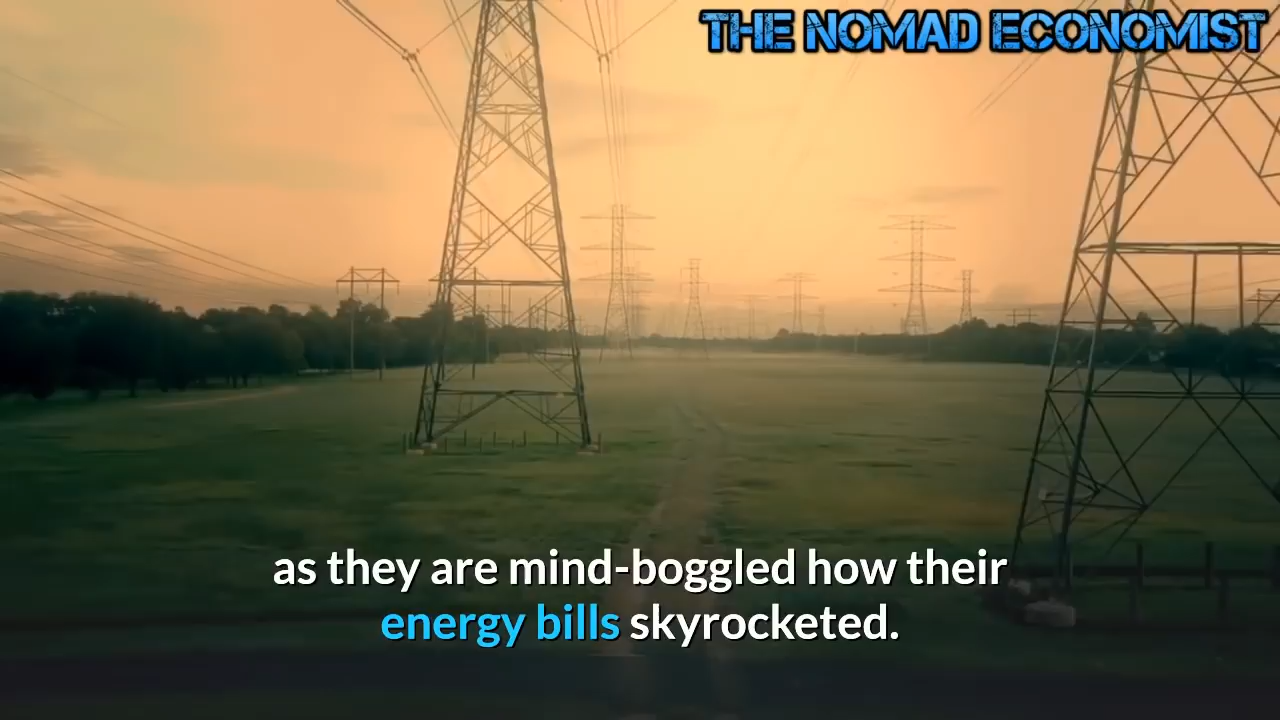 THE NOMAD ECONOMIST
as they are mind-boggled how their
energy bills skyrocketed.